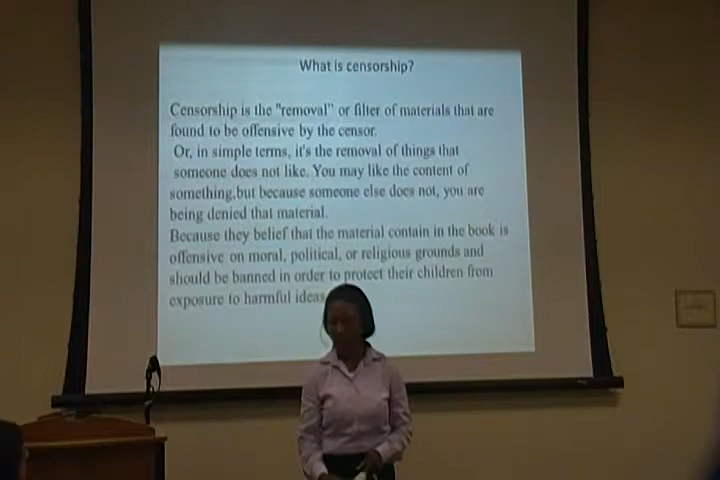 What is censorship?
Censorship is the "removal" or filter of materials that are
found to be offensive by the censor.
Or, in simple terms, it's the removal of things that
someone does not like. You may like the content of
something,but because someone else does not, you are
being denied that material.
Because they belief that the material contain in the book is
offensive on moral, political, or religious grounds and
should be banned in order to protect their children from
exposure to harmful ideas